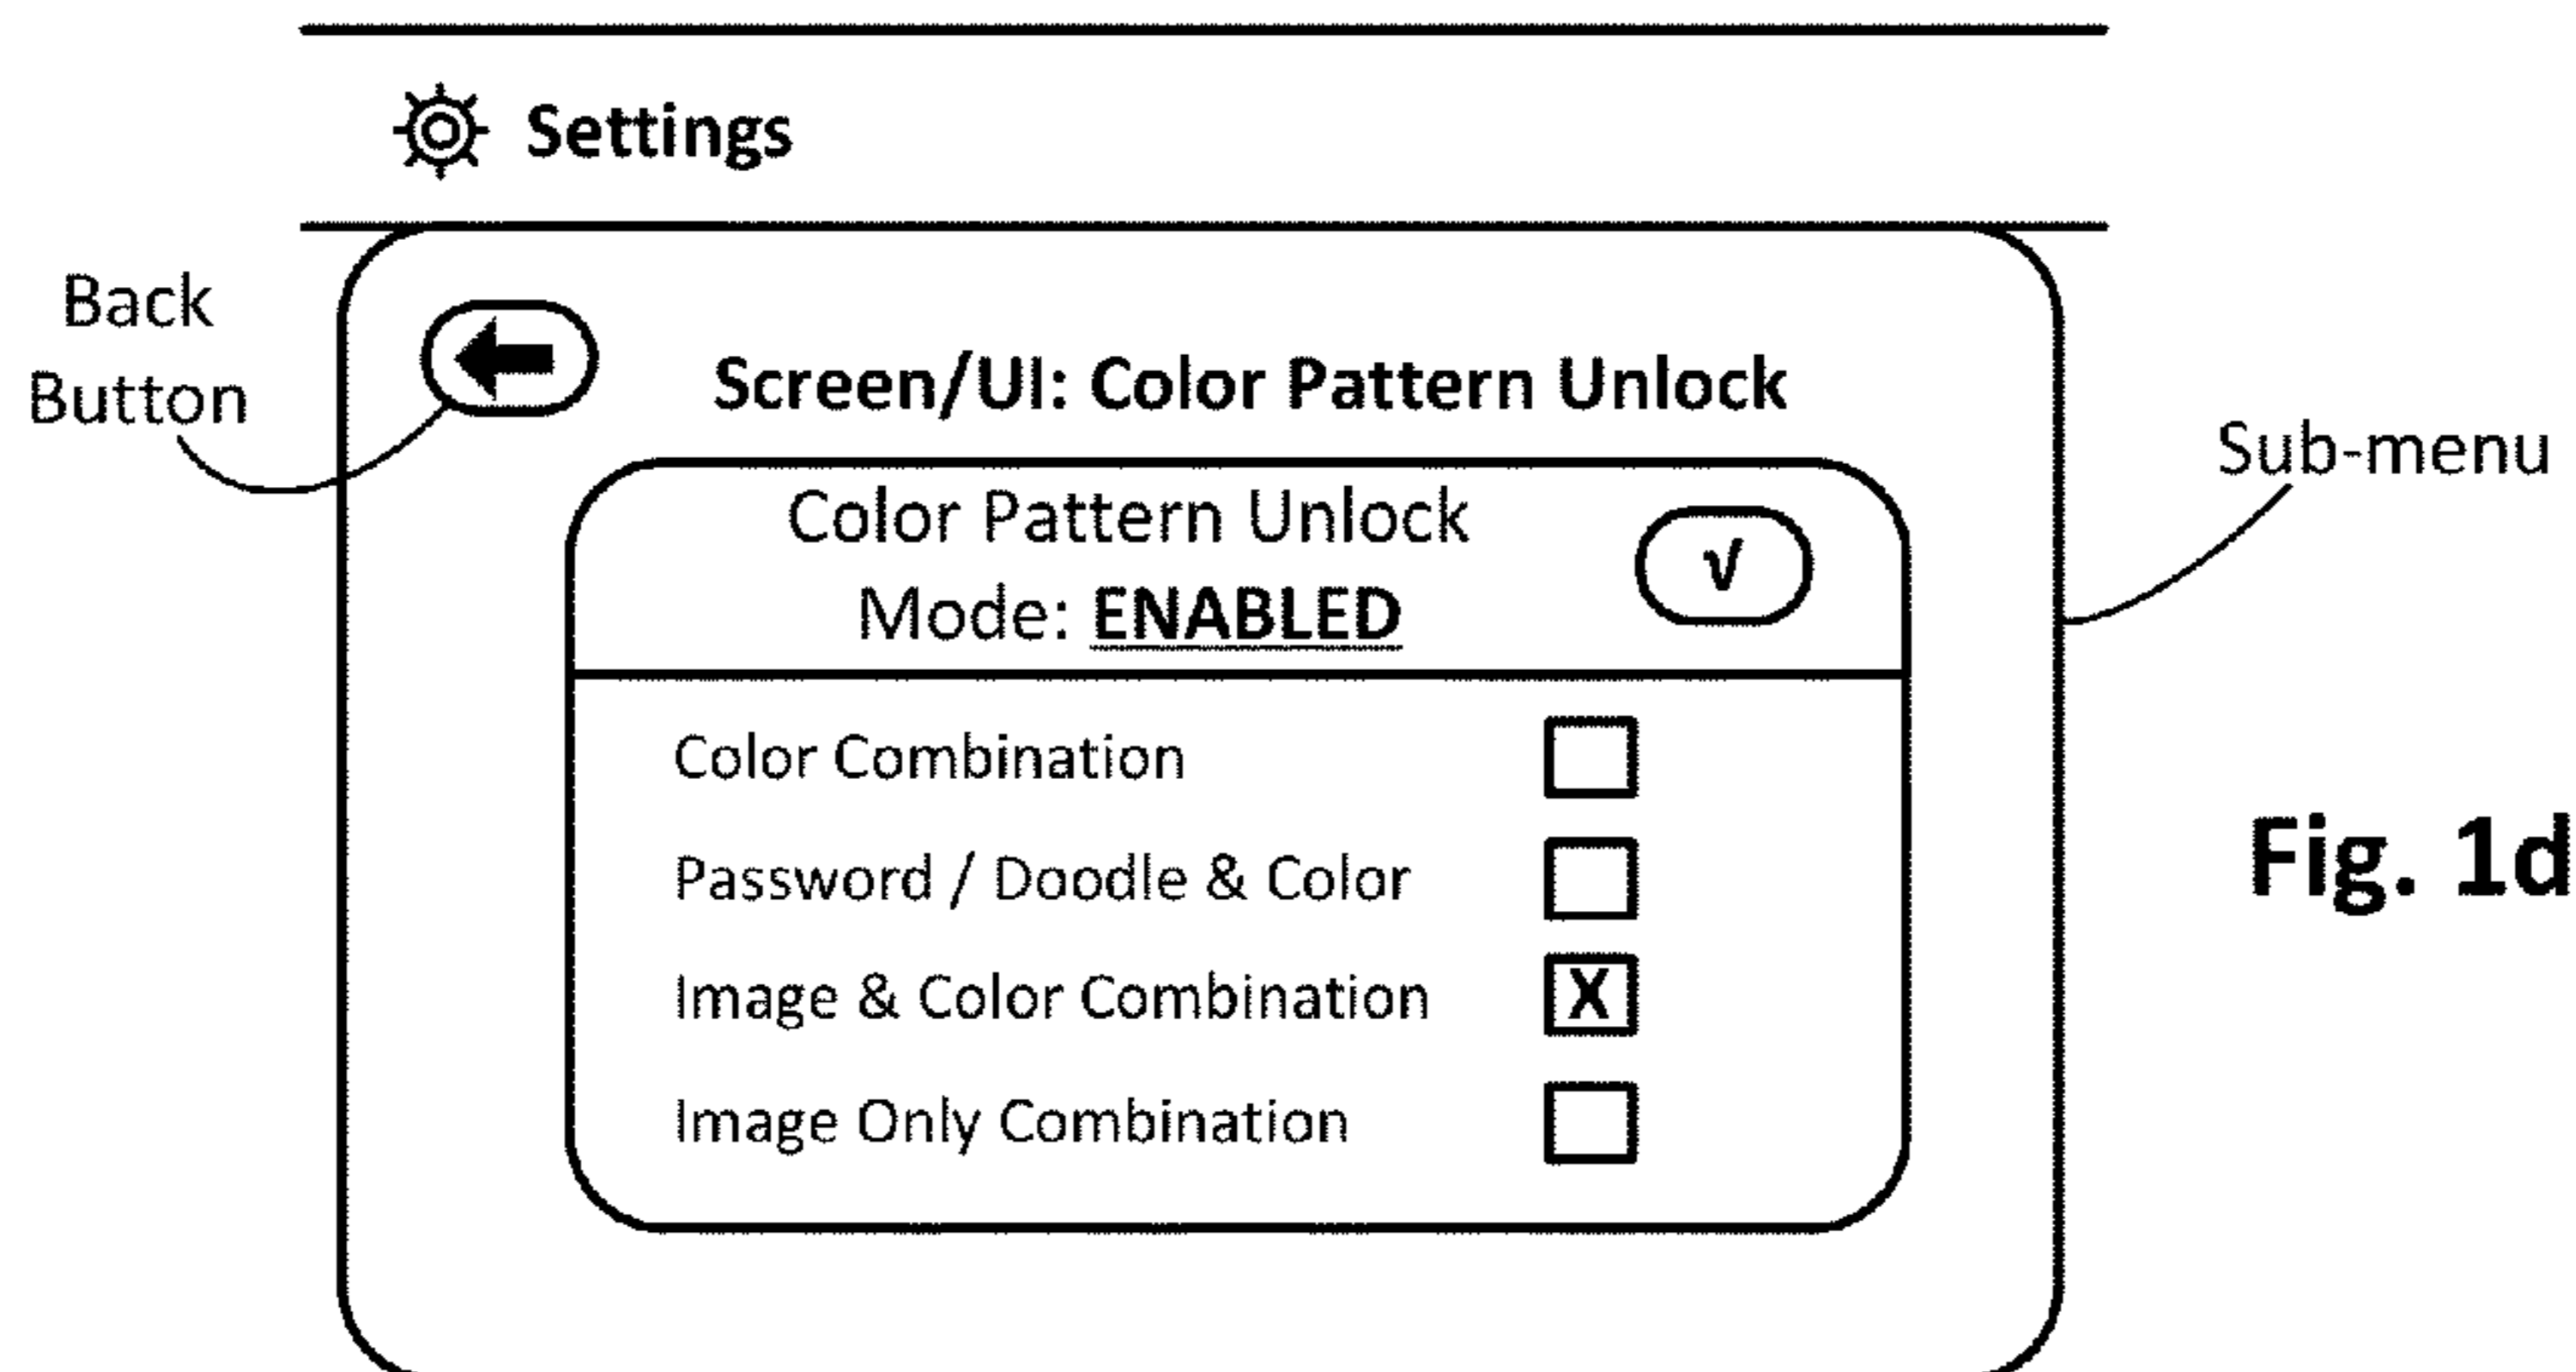 Settings
Back
Button
Screen/UI: Color Pattern Unlock
Sub-menu
Color Pattern Unlock
Mode: ENABLED
√
Color Combination
Password / Doodle & Color
Image & Color Combination X
Image Only Combination
Fig. 1d